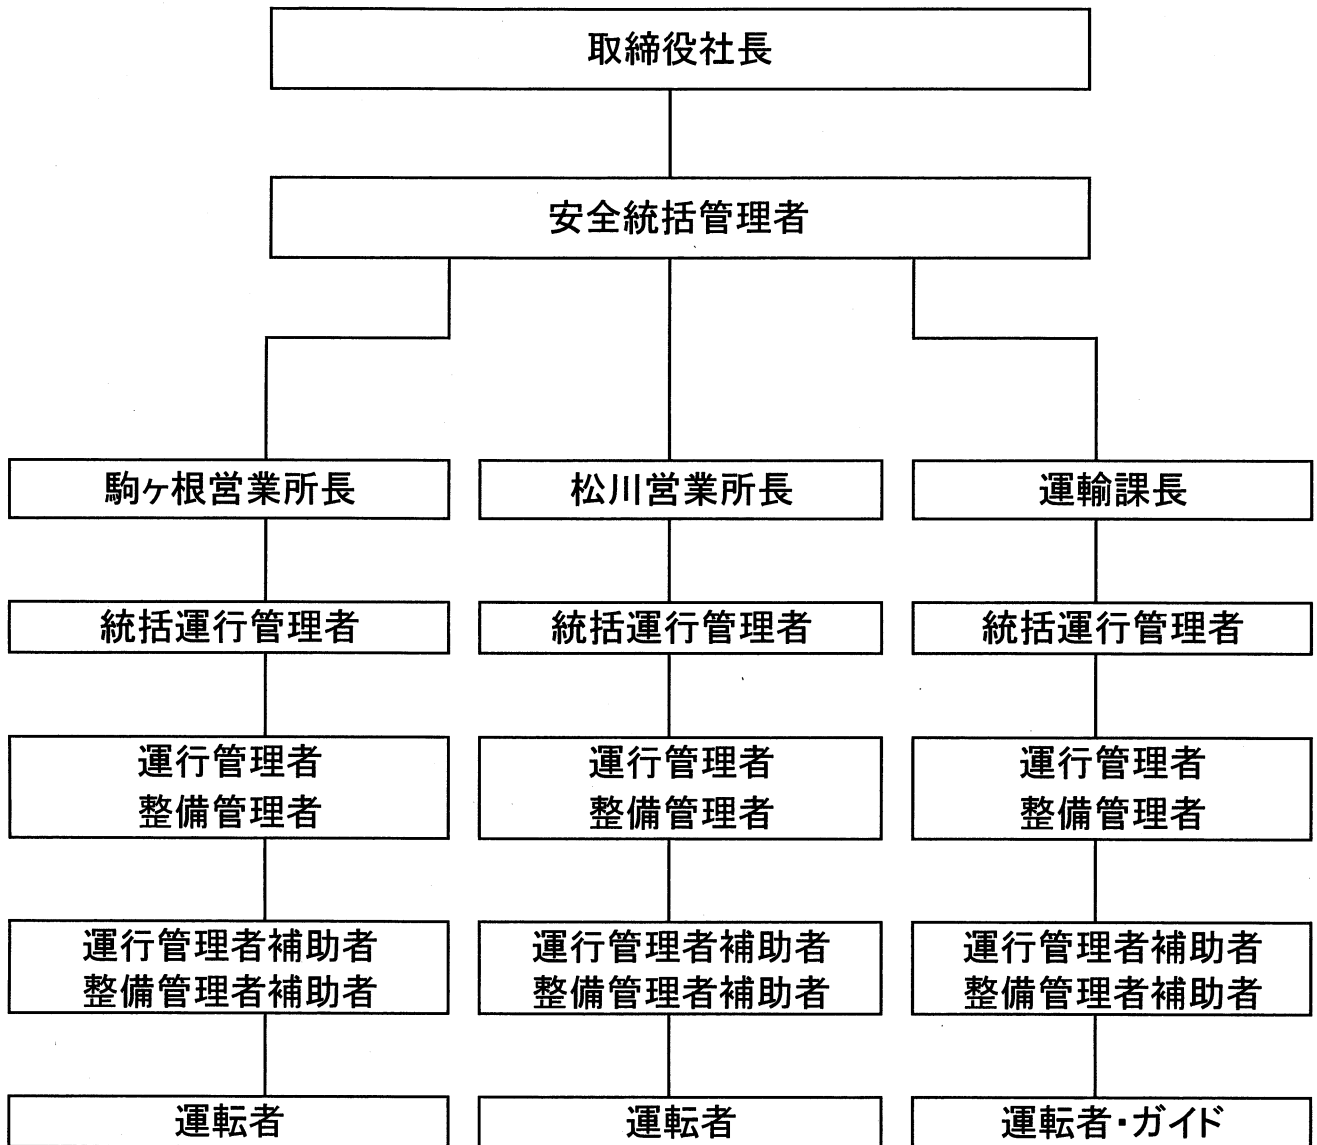 取締役社長
安全統括管理者
駒ヶ根営業所長
松川営業所長
運輸課長
統括運行管理者
統括運行管理者
統括運行管理者
運行管理者
整備管理者
運行管理者
整備管理者
運行管理者
整備管理者
運行管理者補助者
整備管理者補助者
運行管理者補助者
整備管理者補助者
運行管理者補助者
整備管理者補助者
運転者
運転者
運転者・ガイド